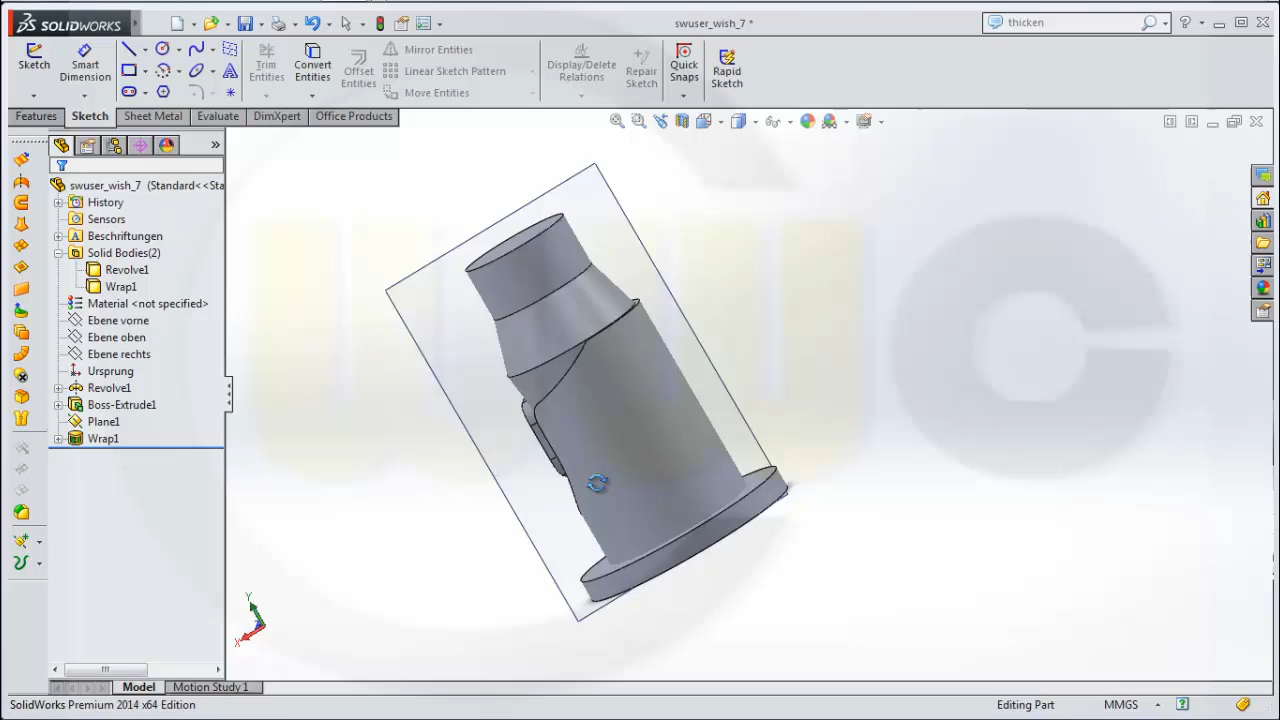 SOLIDWORKS
swuser_wish_7 *
thicken
Sketch
Smart Dimension
Trim Entities
Convert Entities
Offset Entities
Mirror Entities
Linear Sketch Pattern
Move Entities
Display/Delete Relations
Repair Sketch
Quick Snaps
Rapid Sketch
Features
Sketch
Sheet Metal
Evaluate
DimXpert
Office Products
swuser_wish_7 (Standard<<Sta
History
Sensors
Beschriftungen
Solid Bodies(2)
Revolve1
Wrap1
Material <not specified>
Ebene vorne
Ebene oben
Ebene rechts
Ursprung
Revolve1
Boss-Extrude1
Plane1
Wrap1
Y
X
Model
Motion Study 1
SolidWorks Premium 2014 x64 Edition
Editing Part
MMGS